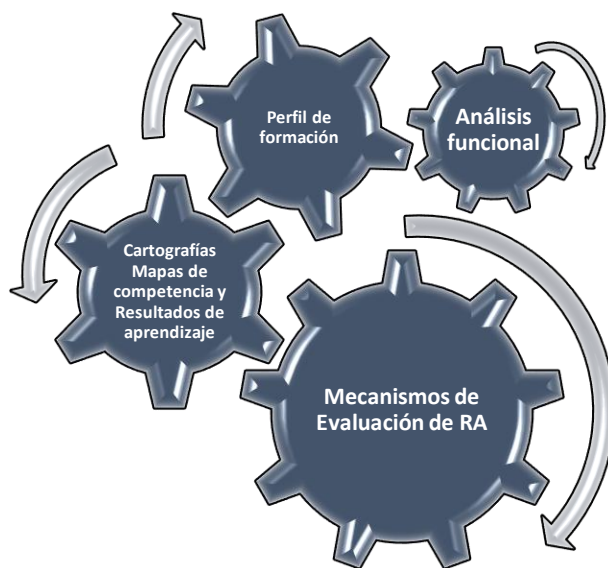 Perfil de
formación
Análisis
funcional
Cartografías
Mapas de
competencia y
Resultados de
aprendizaje
Mecanismos de
Evaluación de RA